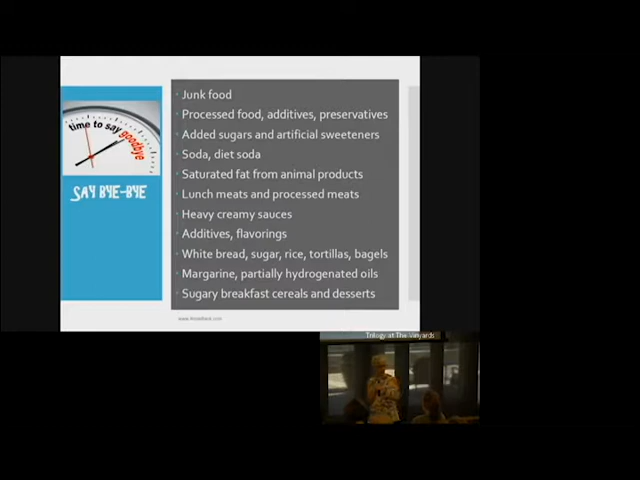 time to say goodbye
SAY BYE-BYE
Junk food
Processed food, additives, preservatives
Added sugars and artificial sweeteners
Soda, diet soda
Saturated fat from animal products
Lunch meats and processed meats
Heavy creamy sauces
Additives, flavorings
White bread, sugar, rice, tortillas, bagels
Margarine, partially hydrogenated oils
Sugary breakfast cereals and desserts
Trilogy at The Vineyards